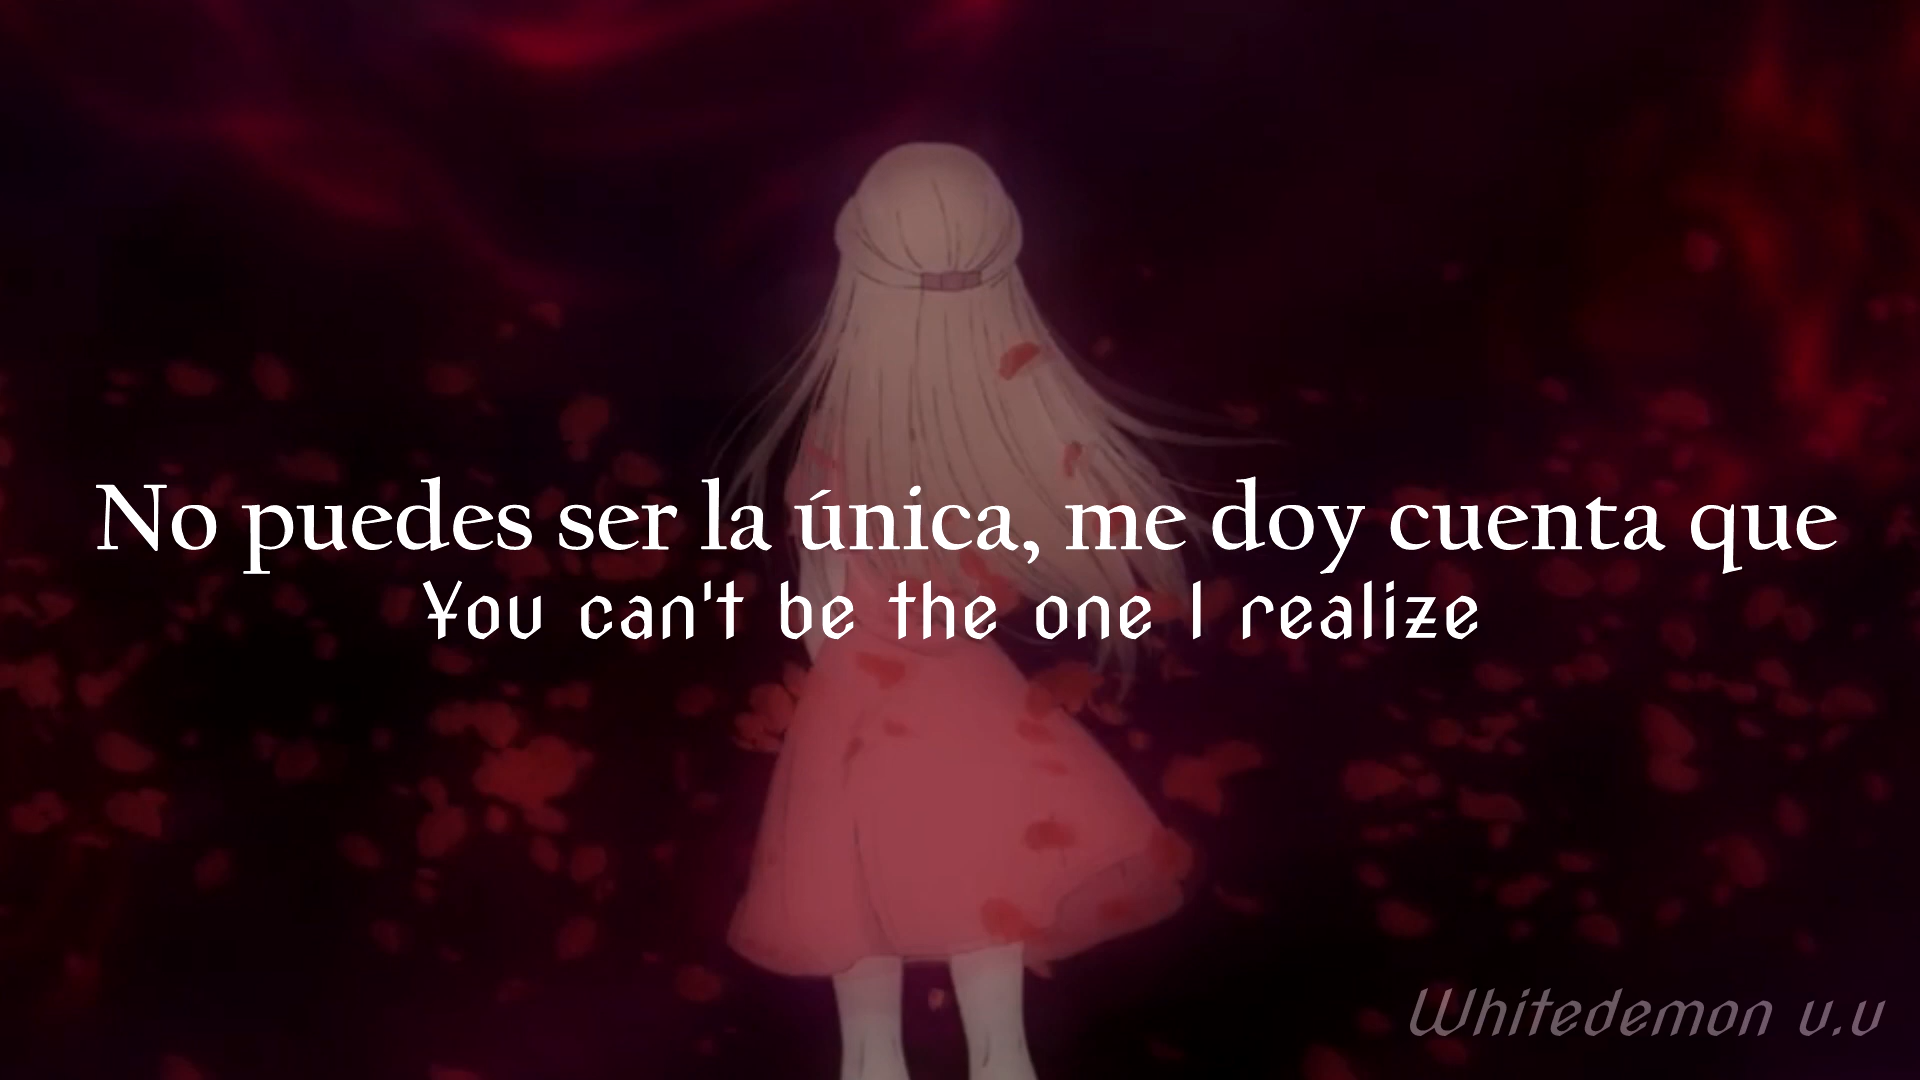 No puedes ser la única, me doy cuenta que
You can't be the one I realize
Whitedemon u.u